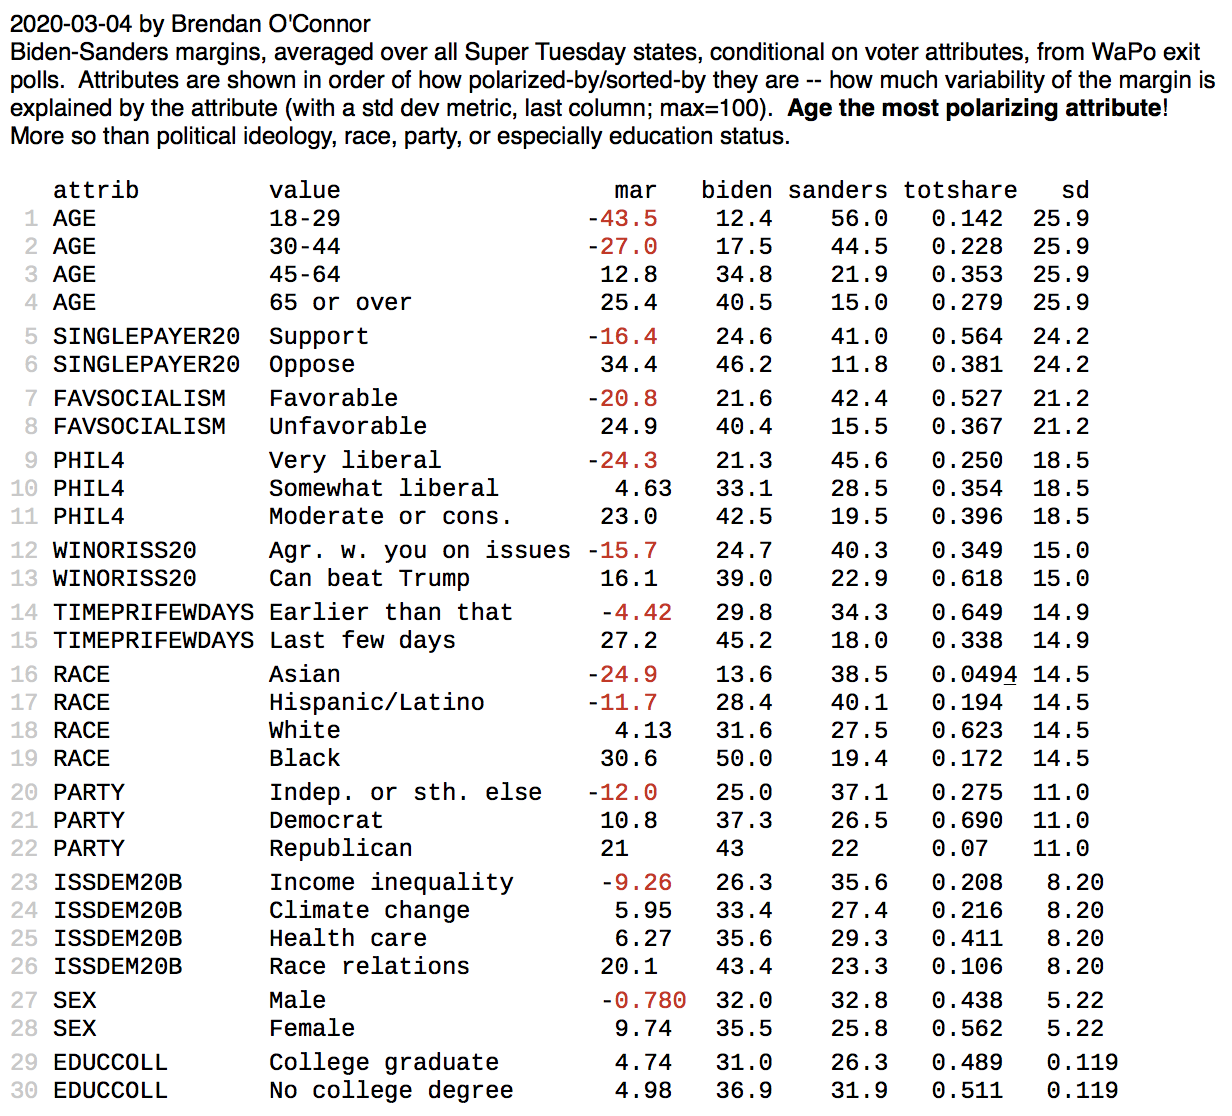 2020-03-04 by Brendan O'Connor
Biden-Sanders margins, averaged over all Super Tuesday states, conditional on voter attributes, from WaPo exit
polls.  Attributes are shown in order of how polarized-by/sorted-by they are -- how much variability of the margin is
explained by the attribute (with a std dev metric, last column; max=100).  Age the most polarizing attribute!
More so than political ideology, race, party, or especially education status.
attrib value mar biden sanders totshare sd
1 AGE 18-29 -43.5 12.4 56.0 0.142 25.9
2 AGE 30-44 -27.0 17.5 44.5 0.228 25.9
3 AGE 45-64 12.8 34.8 21.9 0.353 25.9
4 AGE 65 or over 25.4 40.5 15.0 0.279 25.9
5 SINGLEPAYER20 Support -16.4 24.6 41.0 0.564 24.2
6 SINGLEPAYER20 Oppose 34.4 46.2 11.8 0.381 24.2
7 FAVSOCIALISM Favorable -20.8 21.6 42.4 0.527 21.2
8 FAVSOCIALISM Unfavorable 24.9 40.4 15.5 0.367 21.2
9 PHIL4 Very liberal -24.3 21.3 45.6 0.250 18.5
10 PHIL4 Somewhat liberal 4.63 33.1 28.5 0.354 18.5
11 PHIL4 Moderate or cons. 23.0 42.5 19.5 0.396 18.5
12 WINORISS20 Agr. w. you on issues -15.7 24.7 40.3 0.349 15.0
13 WINORISS20 Can beat Trump 16.1 39.0 22.9 0.618 15.0
14 TIMEPRIFEWDAYS Earlier than that -4.42 29.8 34.3 0.649 14.9
15 TIMEPRIFEWDAYS Last few days 27.2 45.2 18.0 0.338 14.9
16 RACE Asian -24.9 13.6 38.5 0.0494 14.5
17 RACE Hispanic/Latino -11.7 28.4 40.1 0.194 14.5
18 RACE White 4.13 31.6 27.5 0.623 14.5
19 RACE Black 30.6 50.0 19.4 0.172 14.5
20 PARTY Indep. or sth. else -12.0 25.0 37.1 0.275 11.0
21 PARTY Democrat 10.8 37.3 26.5 0.690 11.0
22 PARTY Republican 21 43 22 0.07 11.0
23 ISSDEM20B Income inequality -9.26 26.3 35.6 0.208 8.20
24 ISSDEM20B Climate change 5.95 33.4 27.4 0.216 8.20
25 ISSDEM20B Health care 6.27 35.6 29.3 0.411 8.20
26 ISSDEM20B Race relations 20.1 43.4 23.3 0.106 8.20
27 SEX Male -0.780 32.0 32.8 0.438 5.22
28 SEX Female 9.74 35.5 25.8 0.562 5.22
29 EDUCCOLL College graduate 4.74 31.0 26.3 0.489 0.119
30 EDUCCOLL No college degree 4.98 36.9 31.9 0.511 0.119